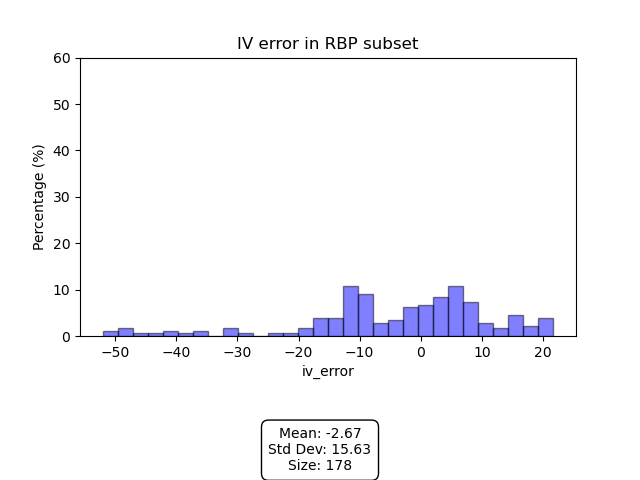 IV error in RBP subset
60
50
40
30
20
10
0
Percentage (%)
−50
−40
−30
−20
−10
0
10
20
iv_error
Mean: -2.67
Std Dev: 15.63
Size: 178